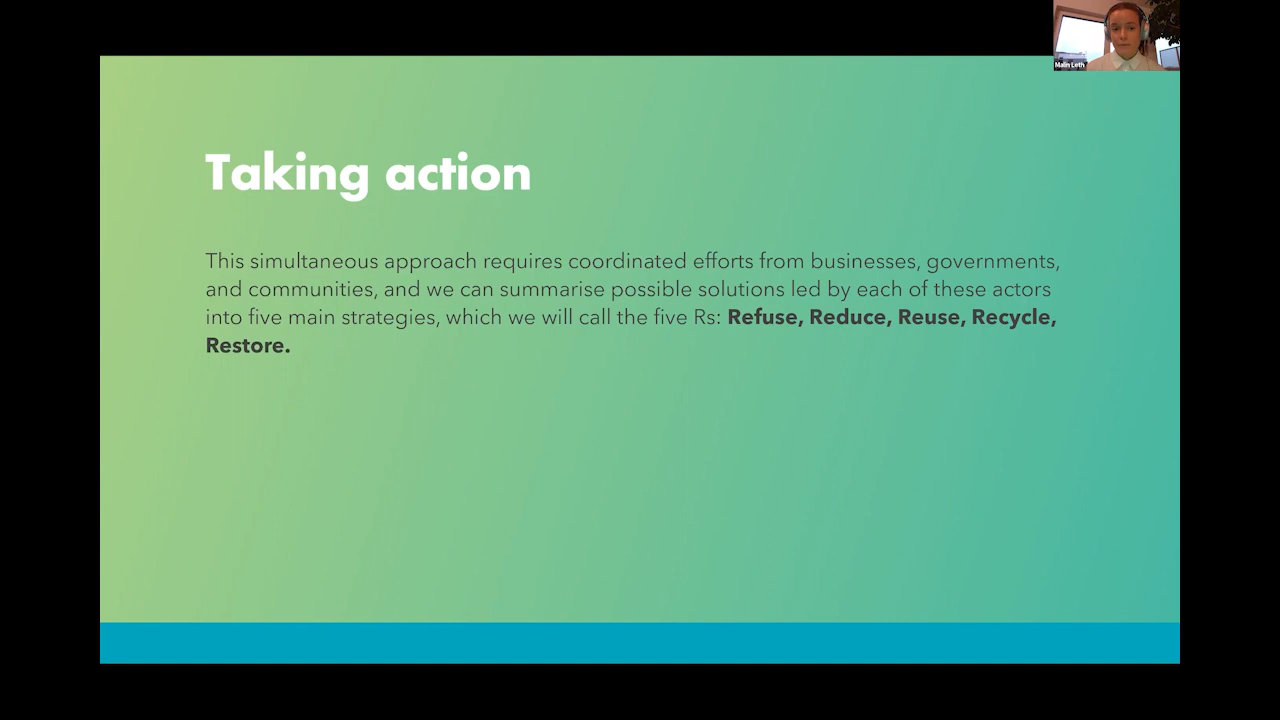 Malin Leth
Taking action
This simultaneous approach requires coordinated efforts from businesses, governments,
and communities, and we can summarise possible solutions led by each of these actors
into five main strategies, which we will call the five Rs: Refuse, Reduce, Reuse, Recycle,
Restore.